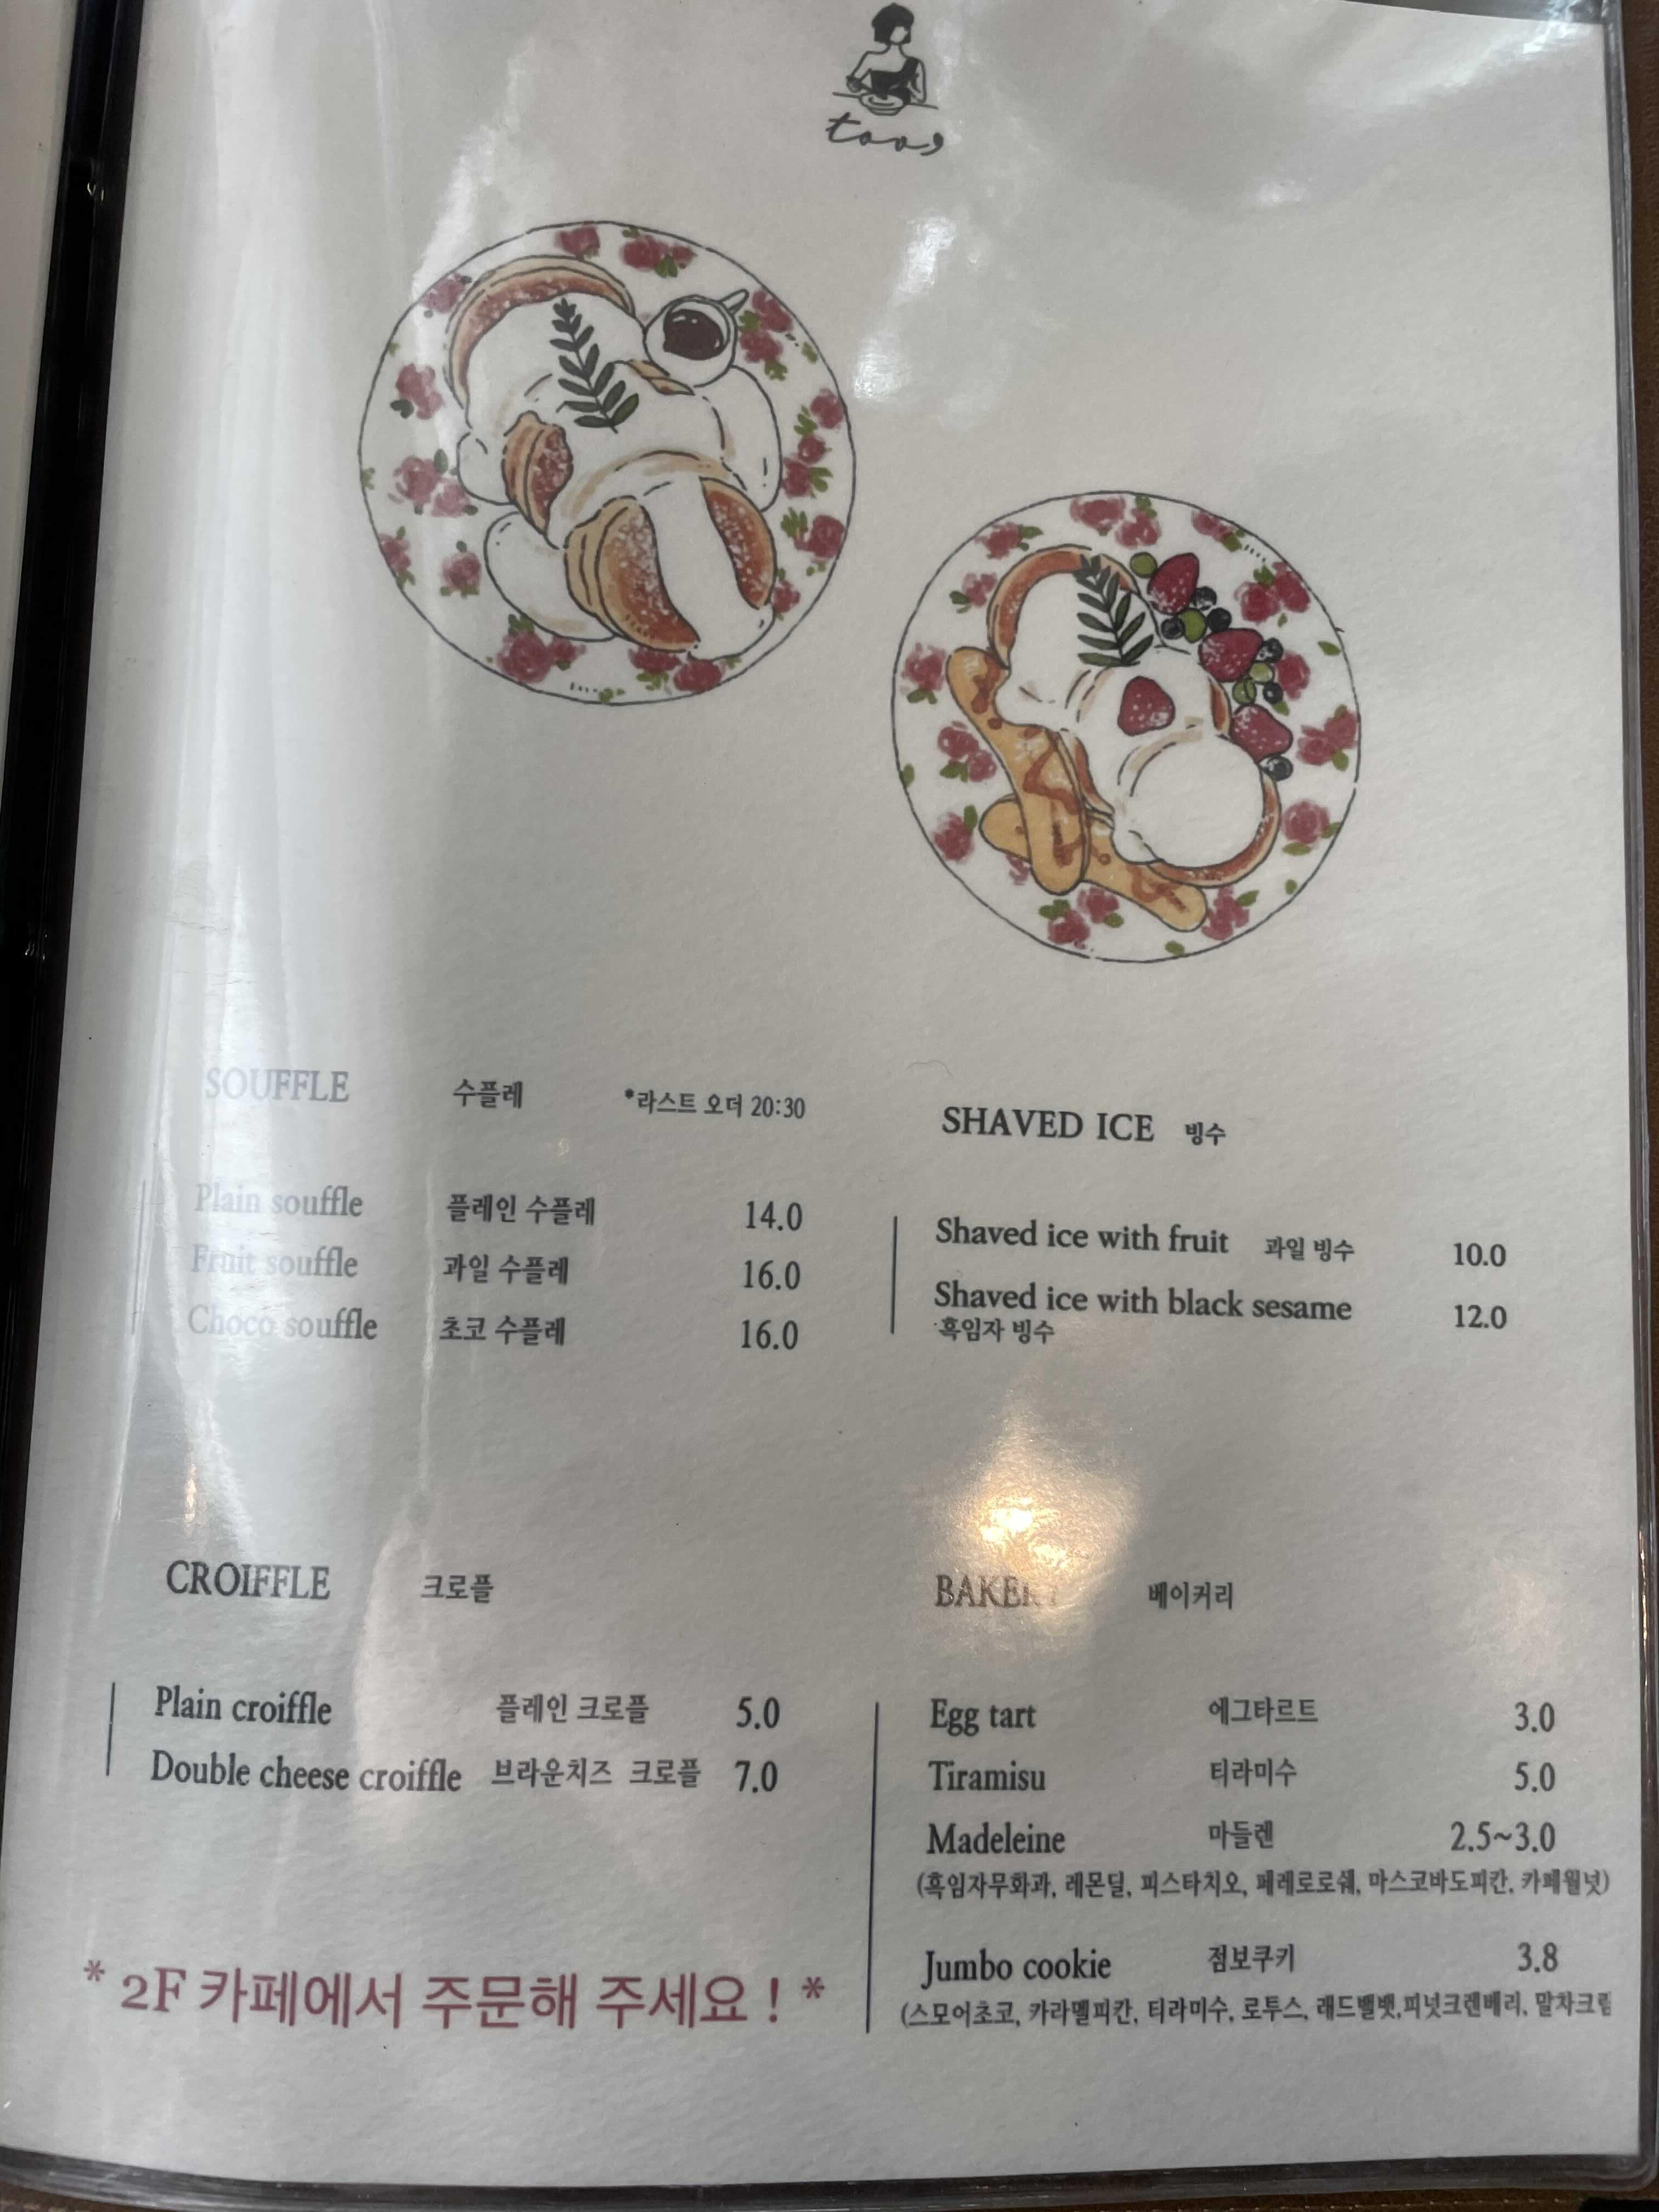 too,
SOUFFLE 수플레 *라스트 오더 20:30
Plain souffle 플레인 수플레 14.0
Fruit souffle 과일 수플레 16.0
Choco souffle 초코 수플레 16.0
SHAVED ICE 빙수
Shaved ice with fruit 과일 빙수 10.0
Shaved ice with black sesame 12.0
흑임자 빙수
CROIFFLE 크로플
Plain croiffle 플레인 크로플 5.0
Double cheese croiffle 브라운치즈 크로플 7.0
* 2F 카페에서 주문해 주세요 ! *
BAKERY 베이커리
Egg tart 에그타르트 3.0
Tiramisu 티라미수 5.0
Madeleine 마들렌 2.5~3.0
(흑임자무화과, 레몬딜, 피스타치오, 페레로로쉐, 마스코바도피칸, 카페월넛)
Jumbo cookie 점보쿠키 3.8
(스모어초코, 카라멜피칸, 티라미수, 로투스, 래드밸뱃,피넛크렌베리, 말차크림